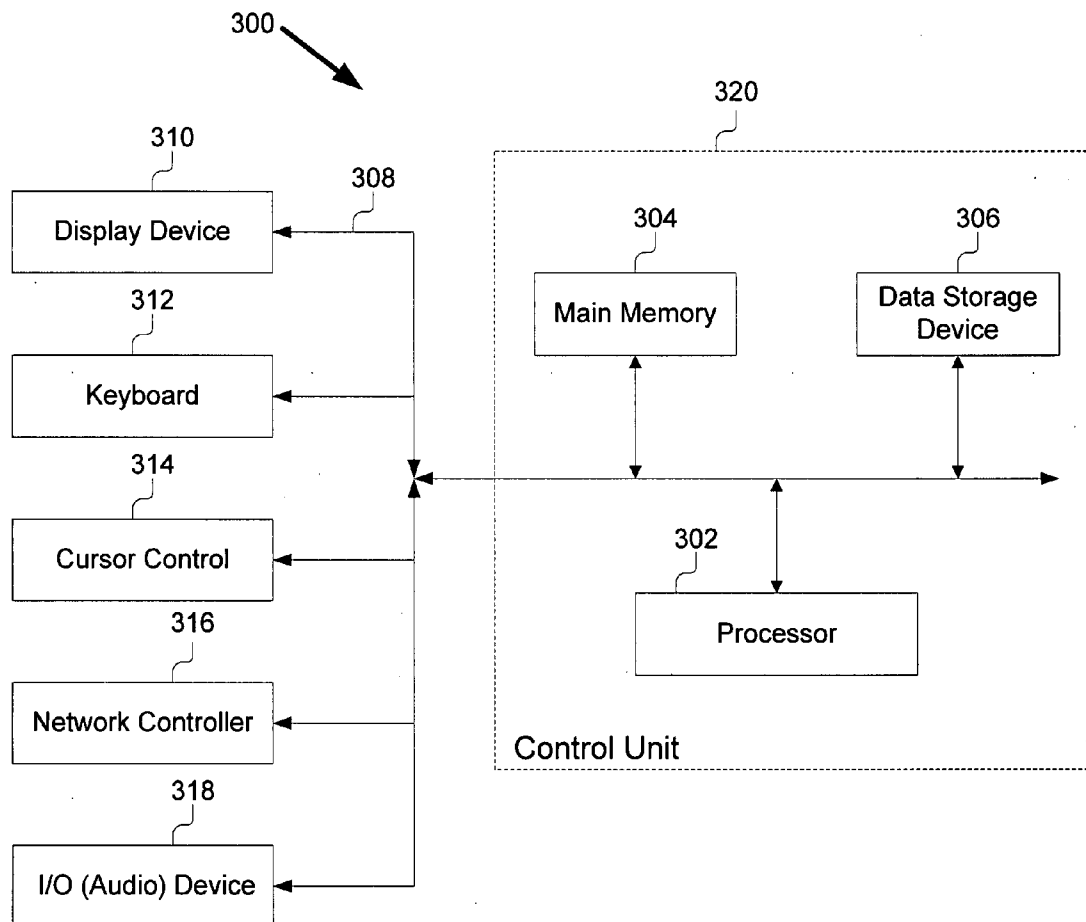 300
320
310
308
Display Device
304
306
Main Memory
Data Storage
Device
312
Keyboard
314
Cursor Control
302
Processor
316
Network Controller
Control Unit
318
I/O (Audio) Device